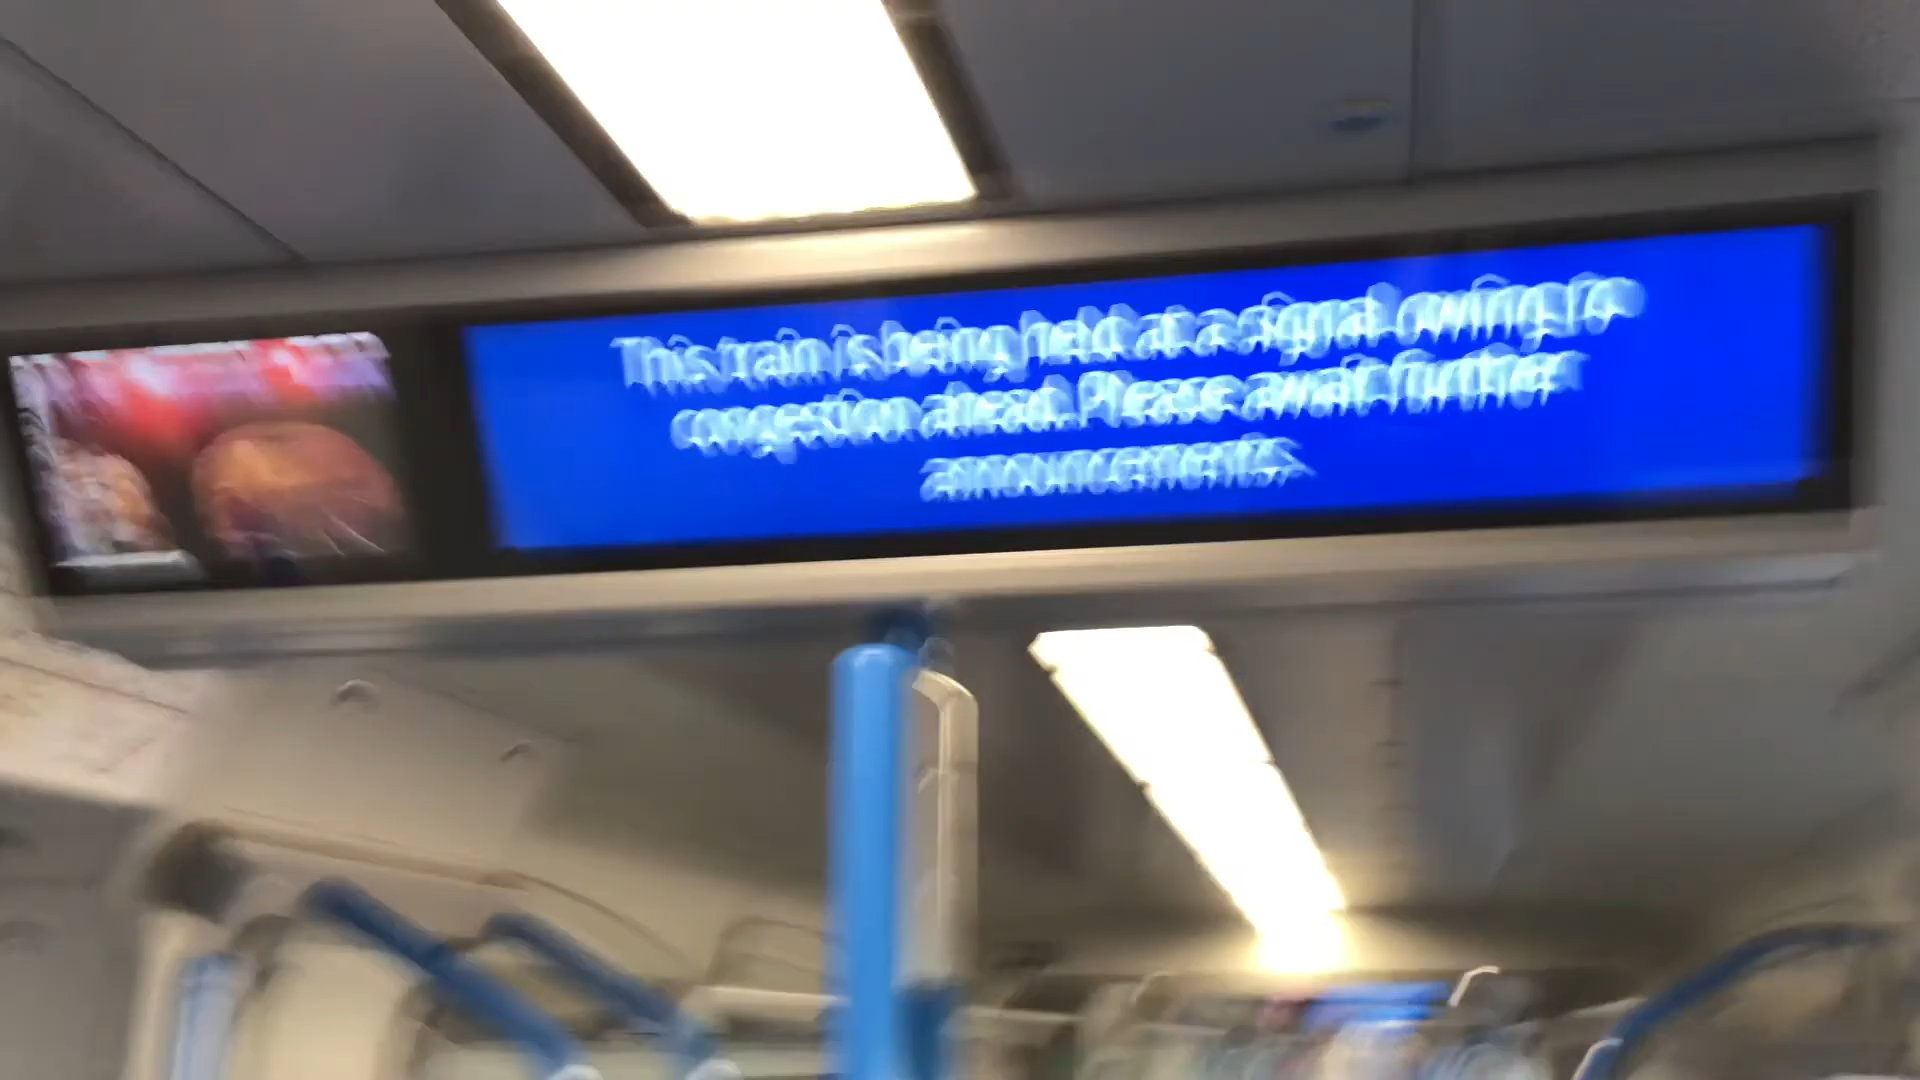 This train is being held at a signal owing to
congestion ahead. Please await further
announcements.